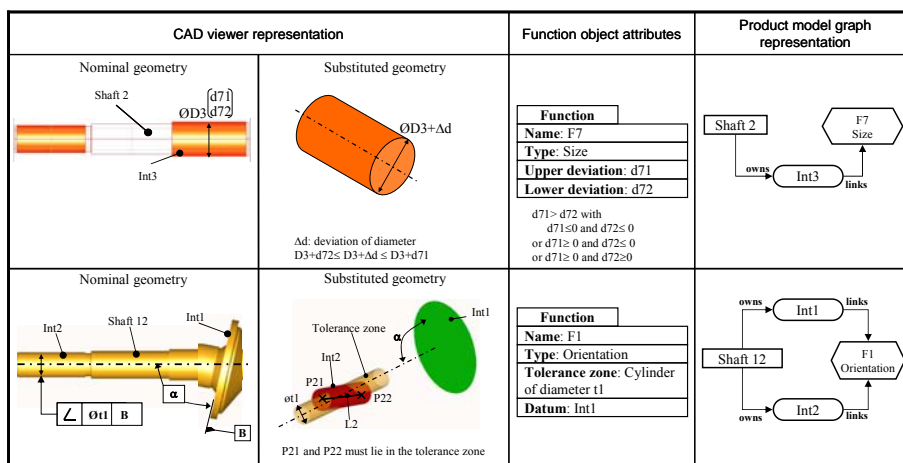 CAD viewer representation
Function object attributes
Product model graph
representation
Nominal geometry
Shaft 2
ØD3
d71
d72
Int3
Substituted geometry
ØD3+Δd
Δd: deviation of diameter
D3+d72≤ D3+Δd ≤ D3+d71
Function
Name: F7
Type: Size
Upper deviation: d71
Lower deviation: d72
d71> d72 with
d71≤0 and d72≤ 0
or d71≥ 0 and d72≤ 0
or d71≥ 0 and d72≥0
Shaft 2
F7
Size
owns
Int3
links
Nominal geometry
Int1
Shaft 12
Int2
α
∠ Øt1 B
B
Substituted geometry
Int1
Tolerance zone
α
Int2
P21
P22
øt1
L2
P21 and P22 must lie in the tolerance zone
Function
Name: F1
Type: Orientation
Tolerance zone: Cylinder
of diameter t1
Datum: Int1
owns
Int1
links
Shaft 12
F1
Orientation
owns
Int2
links